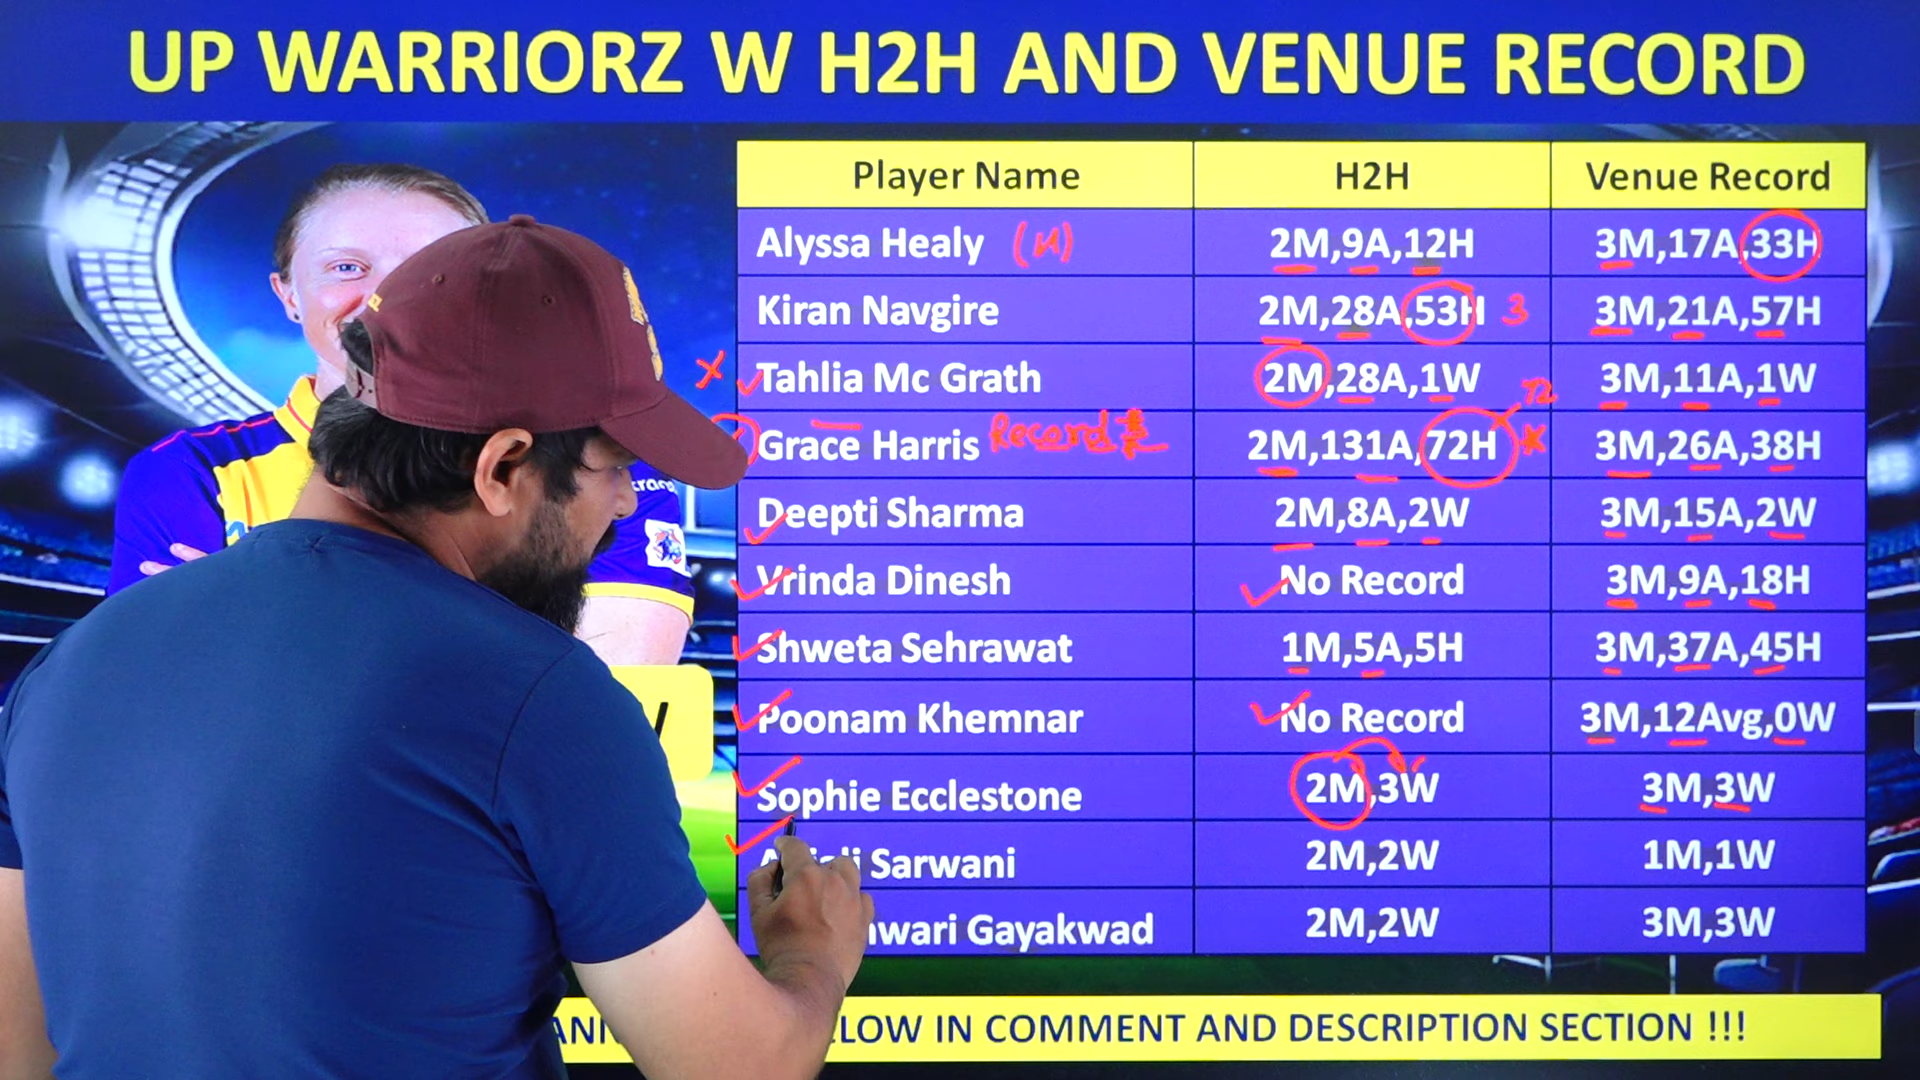 UP WARRIORZ W H2H AND VENUE RECORD
Player Name H2H Venue Record
Alyssa Healy (H) 2M,9A,12H 3M,17A,33H
Kiran Navgire 2M,28A,53H 3 3M,21A,57H
Tahlia Mc Grath 2M,28A,1W 3M,11A,1W
72
Grace Harris Record 2M,131A,72H 3M,26A,38H
Deepti Sharma 2M,8A,2W 3M,15A,2W
Vrinda Dinesh No Record 3M,9A,18H
Shweta Sehrawat 1M,5A,5H 3M,37A,45H
Poonam Khemnar No Record 3M,12Avg,0W
Sophie Ecclestone 2M,3W 3M,3W
Sarwani 2M,2W 1M,1W
Gayakwad 2M,2W 3M,3W
IN COMMENT AND DESCRIPTION SECTION !!!